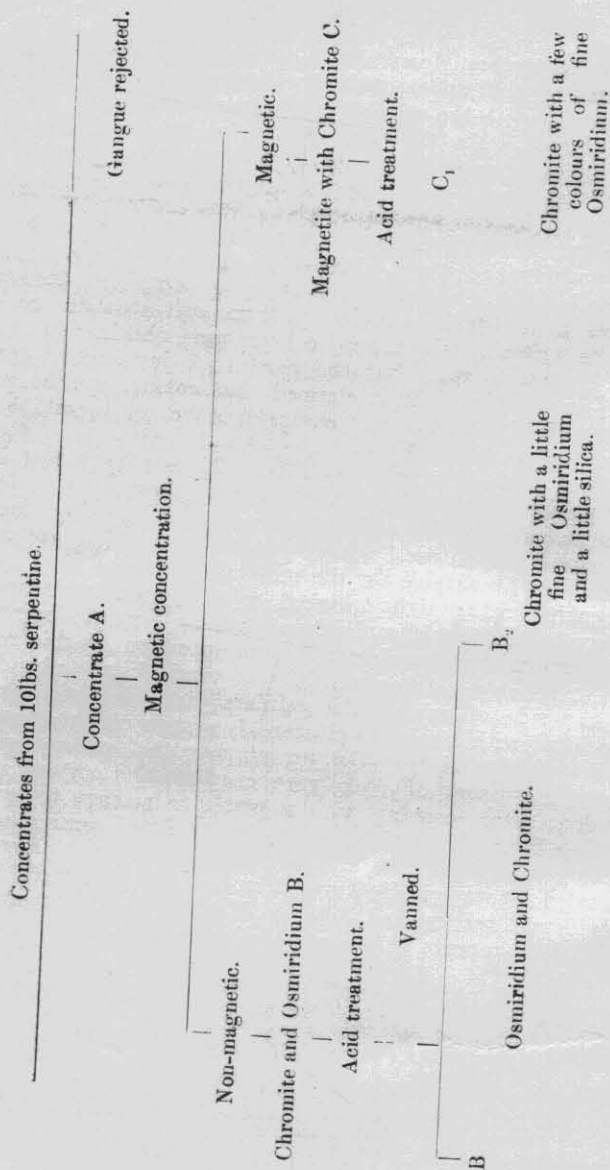 Concentrates from 10lbs. serpentine.
Concentrate A.
Gangue rejected.
Magnetic concentration.
Non-magnetic.
Magnetic.
Chromite and Osmiridium B.
Magnetite with Chromite C.
Acid treatment.
Acid treatment.
Vanned.
C1
B
B2
Osmiridium and Chromite.
Chromite with a little
fine Osmiridium
and a little silica.
Chromite with a few
colours of fine
Osmiridium.